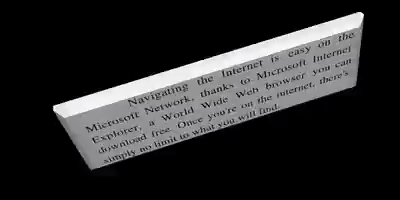 Navigating the Internet is easy on the
Microsoft Network, thanks to Microsoft Internet
Explorer, a World Wide Web browser you can
download free. Once you're on the internet, there's
simply no limit to what you will find.